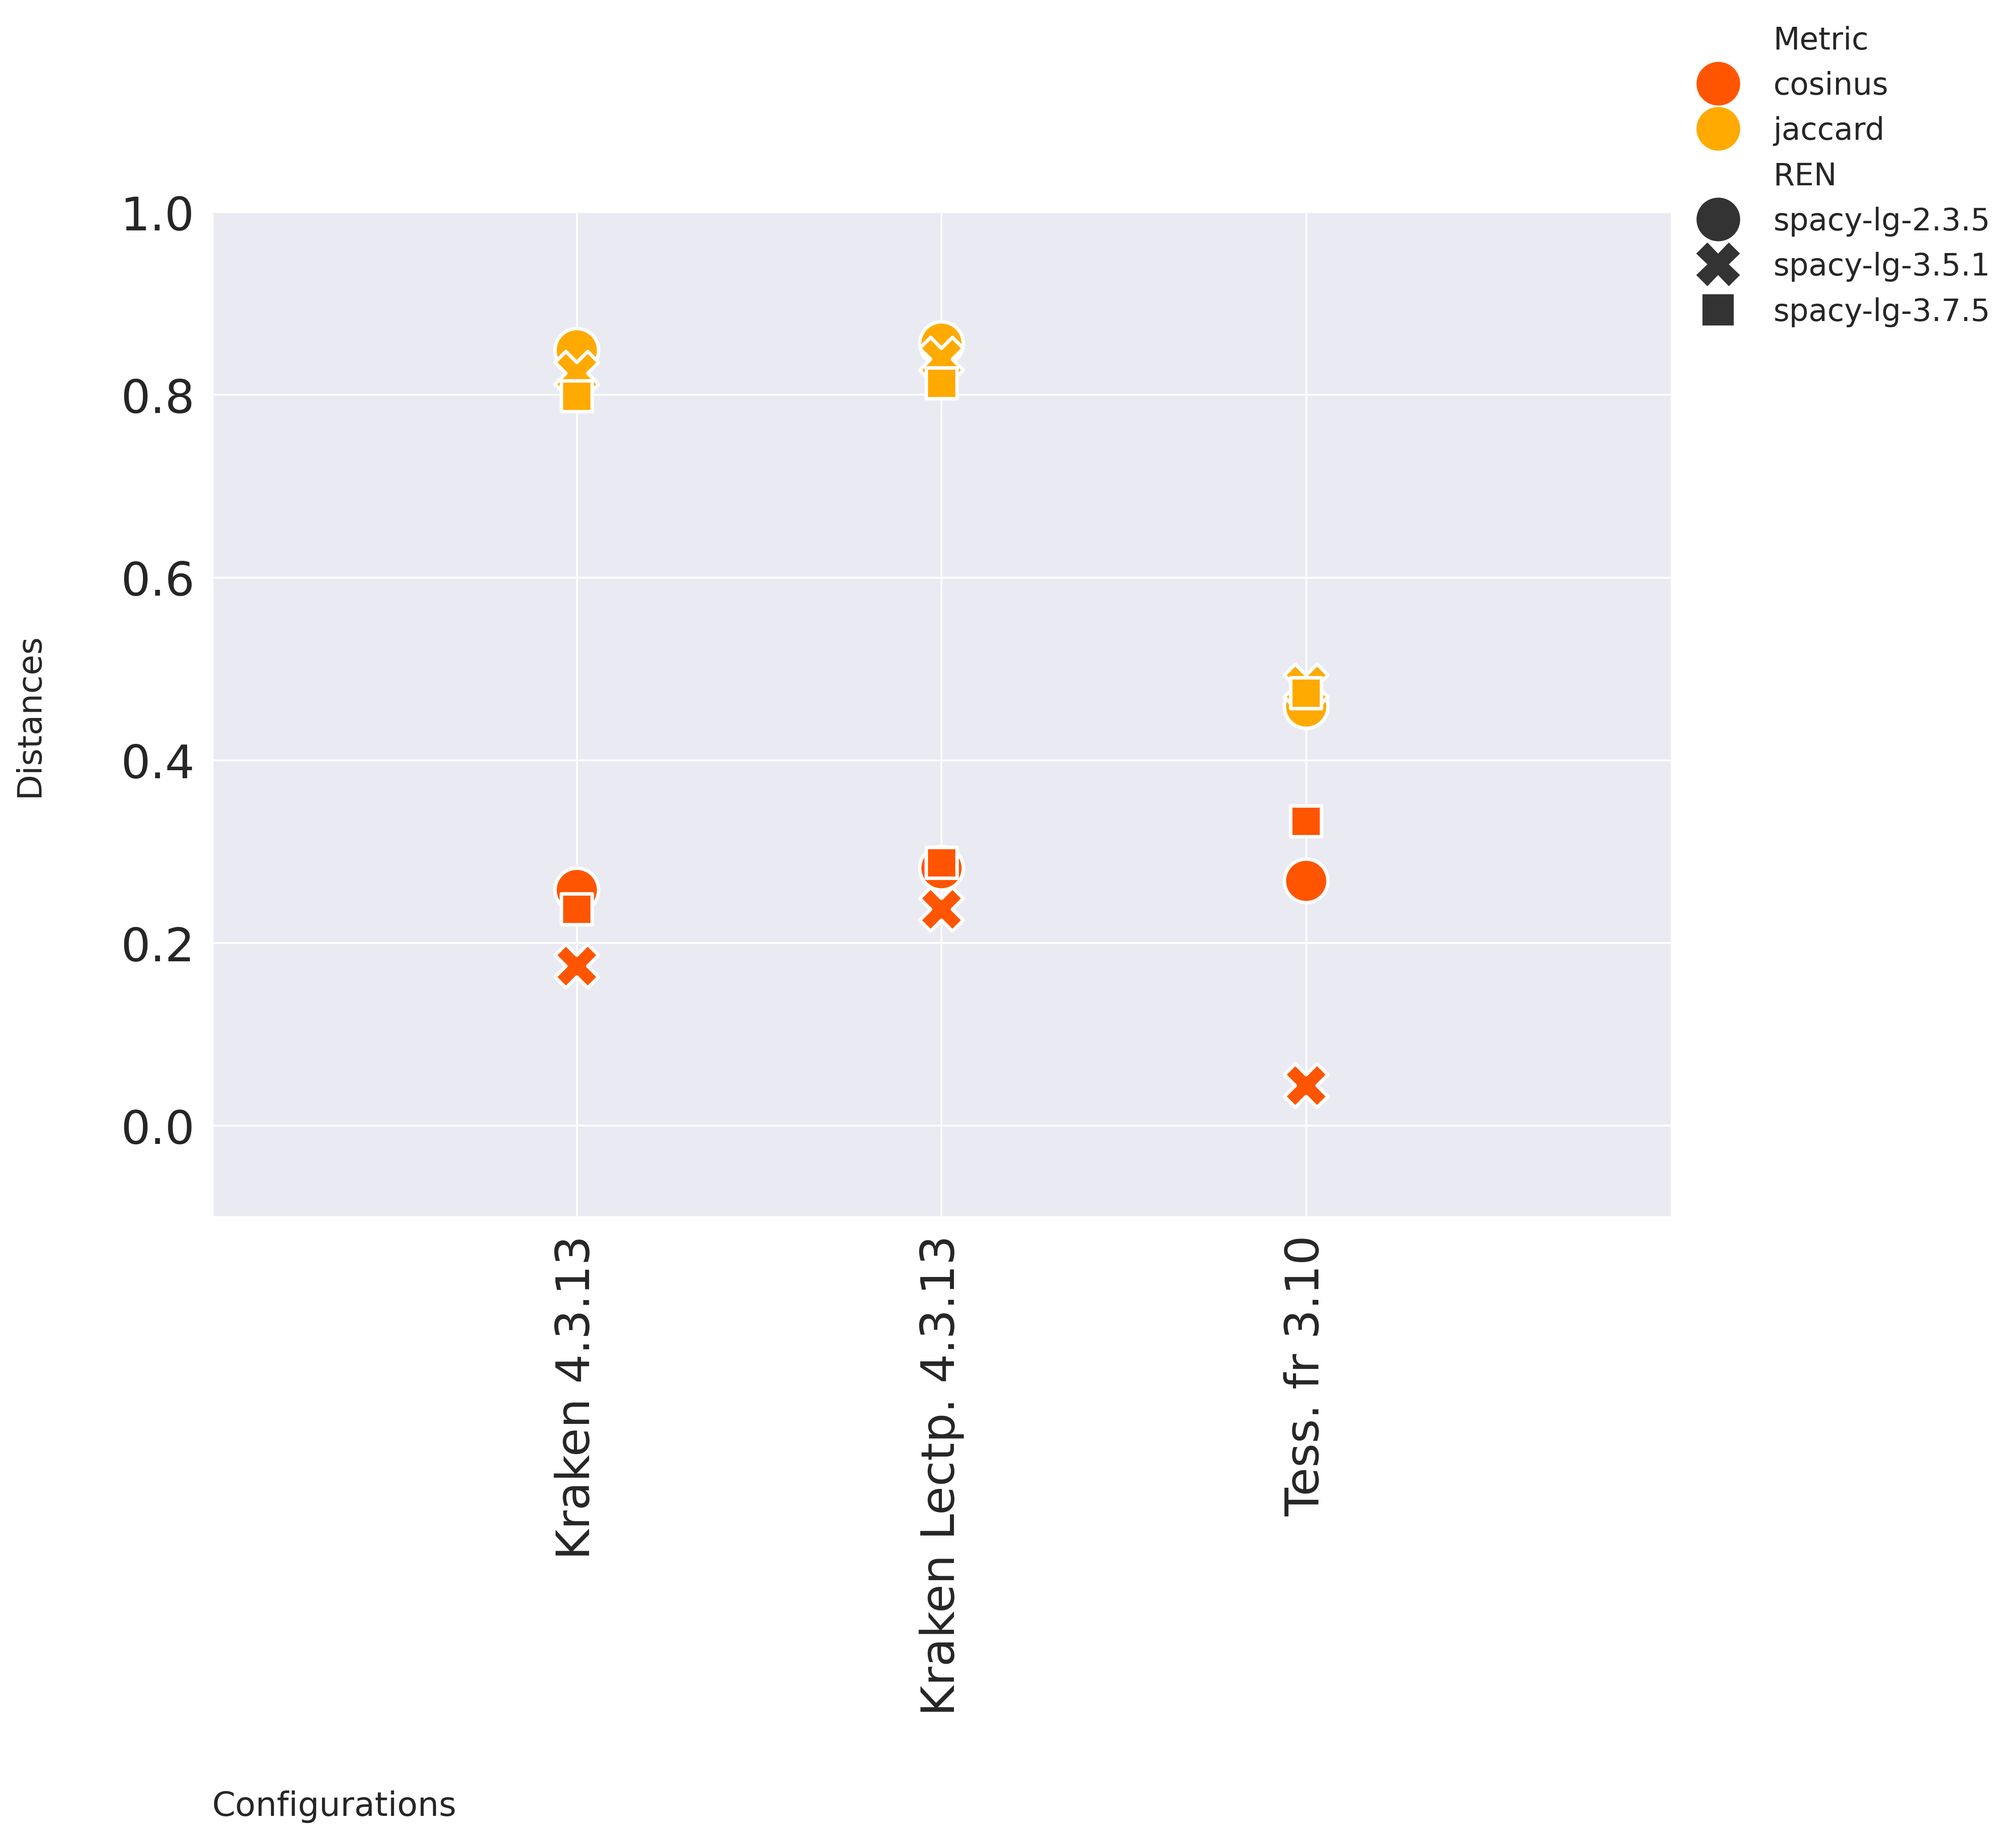 Metric
cosinus
jaccard
REN
spacy-lg-2.3.5
spacy-lg-3.5.1
spacy-lg-3.7.5
1.0
0.8
0.6
0.4
0.2
0.0
Distances
Kraken 4.3.13
Kraken Lectp. 4.3.13
Tess. fr 3.10
Configurations